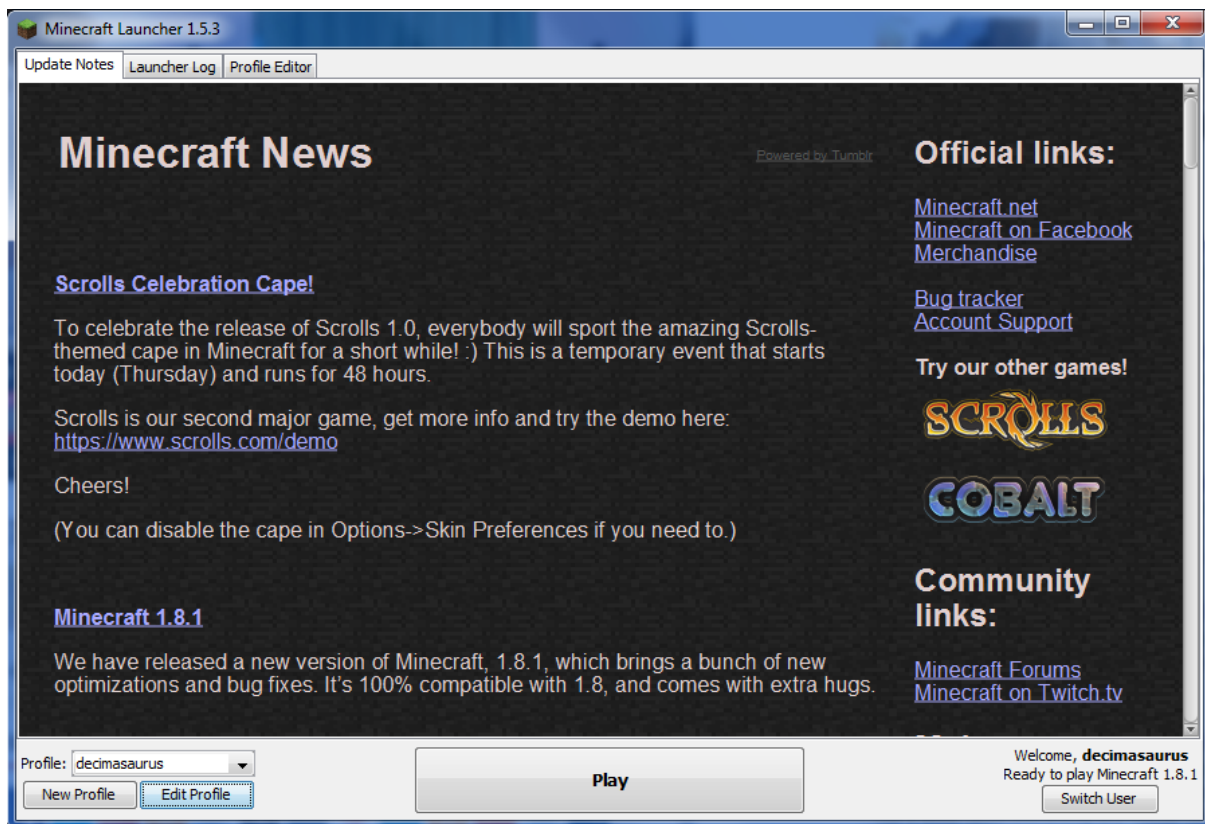 Minecraft Launcher 1.5.3
Update Notes
Launcher Log
Profile Editor
Minecraft News
Powered by Tumblr
Scrolls Celebration Cape!
To celebrate the release of Scrolls 1.0, everybody will sport the amazing Scrolls-
themed cape in Minecraft for a short while! :) This is a temporary event that starts
today (Thursday) and runs for 48 hours.
Scrolls is our second major game, get more info and try the demo here:
https://www.scrolls.com/demo
Cheers!
(You can disable the cape in Options->Skin Preferences if you need to.)
Minecraft 1.8.1
We have released a new version of Minecraft, 1.8.1, which brings a bunch of new
optimizations and bug fixes. It's 100% compatible with 1.8, and comes with extra hugs.
Official links:
Minecraft.net
Minecraft on Facebook
Merchandise
Bug tracker
Account Support
Try our other games!
SCROLLS
COBALT
Community
links:
Minecraft Forums
Minecraft on Twitch.tv
Profile: decimasaurus
New Profile
Edit Profile
Play
Welcome, decimasaurus
Ready to play Minecraft 1.8.1
Switch User